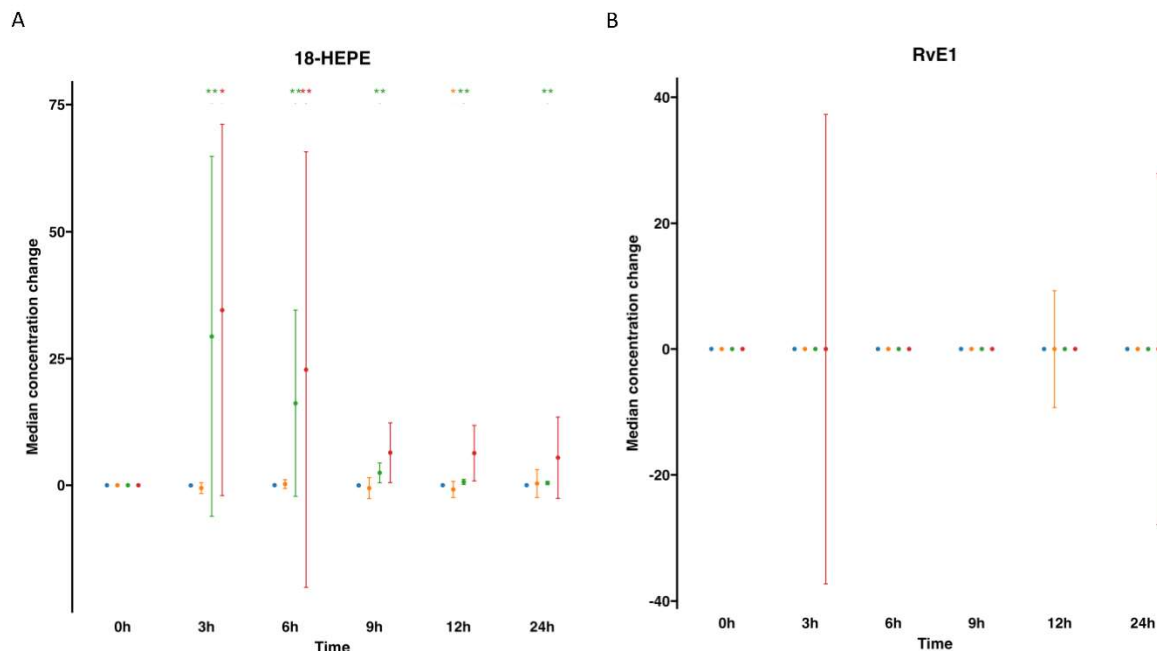 A
18-HEPE
** *
75
50
25
0
Median concentration change
** **
**
* **
**
0h 3h 6h 9h 12h 24h
Time
B
RvE1
40
20
0
-20
-40
Median concentration change
0h 3h 6h 9h 12h 24h
Time